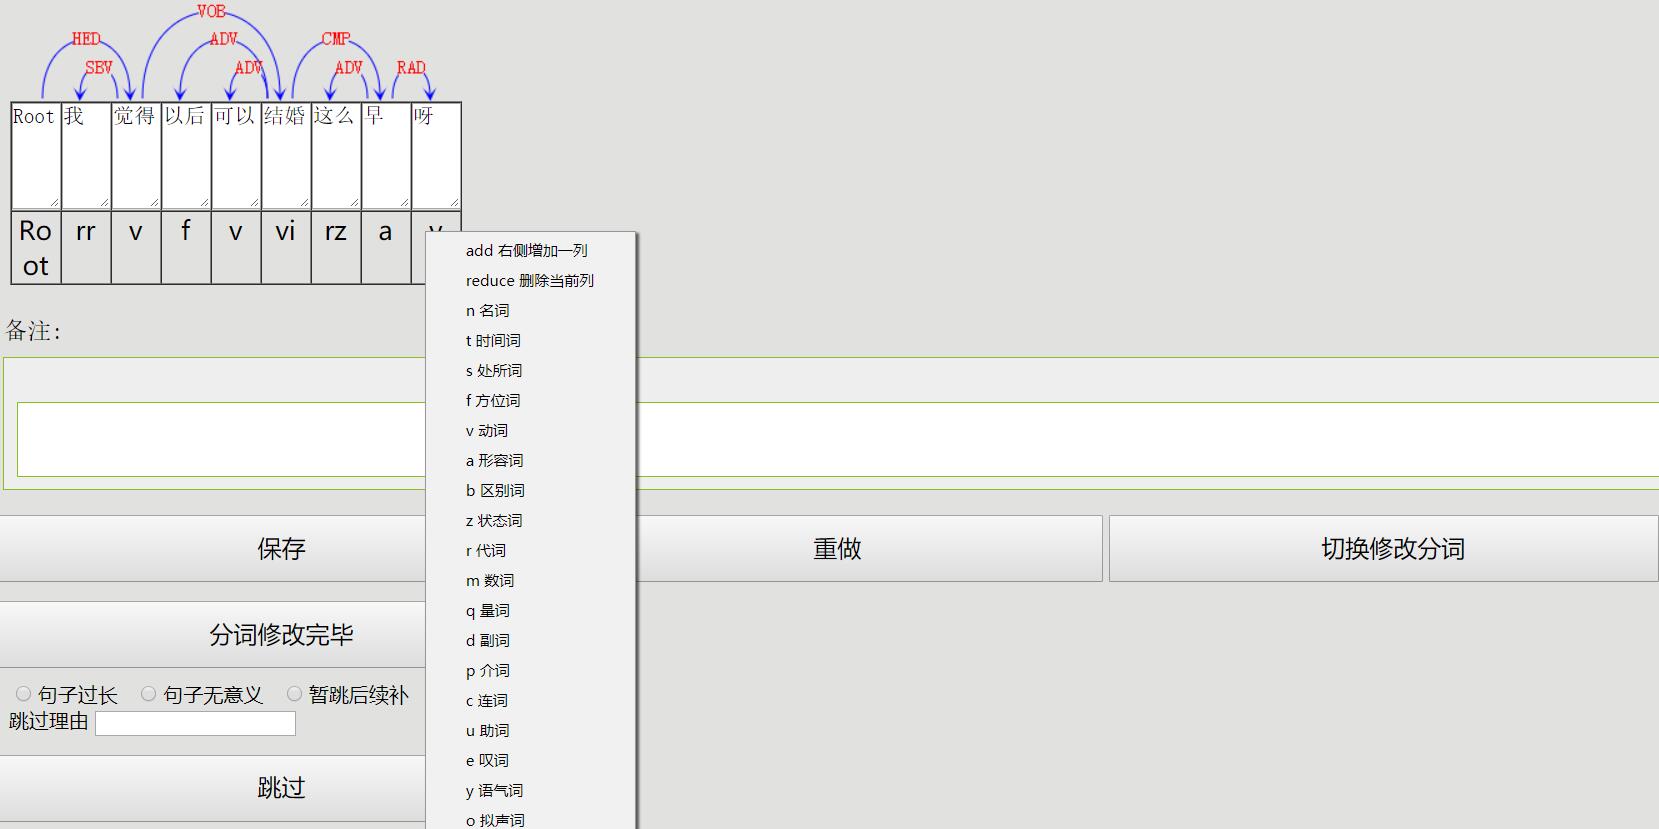 VOB
HED ADV CMP
SBV ADV ADV RAD
Root 我 觉得 以后 可以 结婚 这么 早 呀
Root rr v f v vi rz a
add 右侧增加一列
reduce 删除当前列
n 名词
t 时间词
s 处所词
f 方位词
v 动词
a 形容词
b 区别词
z 状态词
r 代词
m 数词
q 量词
d 副词
p 介词
c 连词
u 助词
e 叹词
y 语气词
o 拟声词
备注:
保存 重做 切换修改分词
分词修改完毕
句子过长 句子无意义 暂跳后续补
跳过理由
跳过